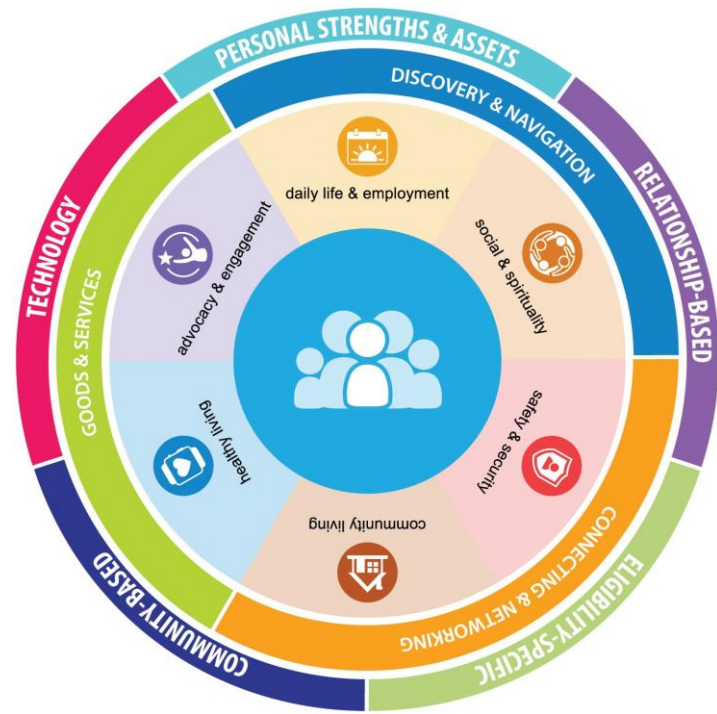 PERSONAL STRENGTHS & ASSETS
RELATIONSHIP-BASED
ELIGIBILITY-SPECIFIC
COMMUNITY-BASED
TECHNOLOGY
DISCOVERY & NAVIGATION
CONNECTING & NETWORKING
GOODS & SERVICES
daily life & employment
social & spirituality
safety & security
community living
healthy living
advocacy & engagement